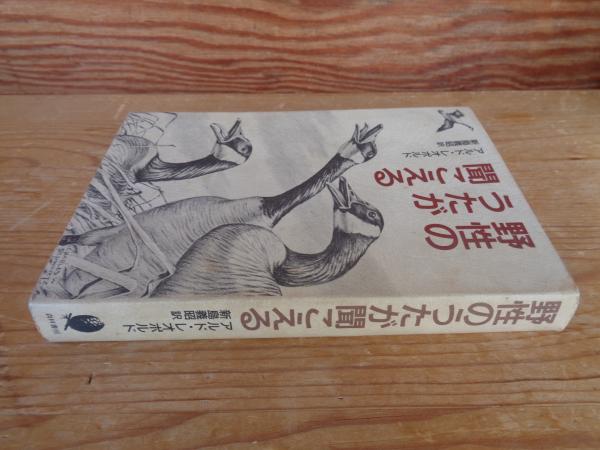 野性の
うたが
聞こえる
アルド・レオポルド
新島義昭訳
野性のうたが聞こえる
アルド・レオポルド
新島義昭訳